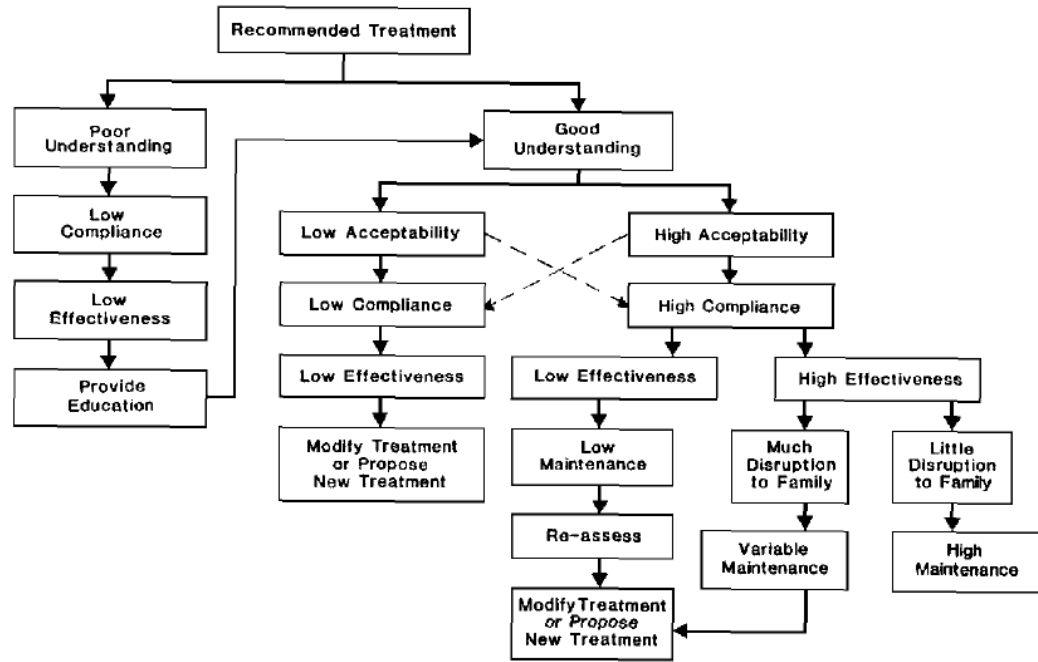 Recommended Treatment
Poor
Understanding
Good
Understanding
Low
Compliance
Low Acceptability
High Acceptability
Low
Effectiveness
Low Compliance
High Compliance
Provide
Education
Low Effectiveness
Low Effectiveness
High Effectiveness
Modify Treatment
or Propose
New Treatment
Low
Maintenance
Much
Disruption
to Family
Little
Disruption
to Family
Re-assess
Variable
Maintenance
High
Maintenance
Modify Treatment
or Propose
New Treatment